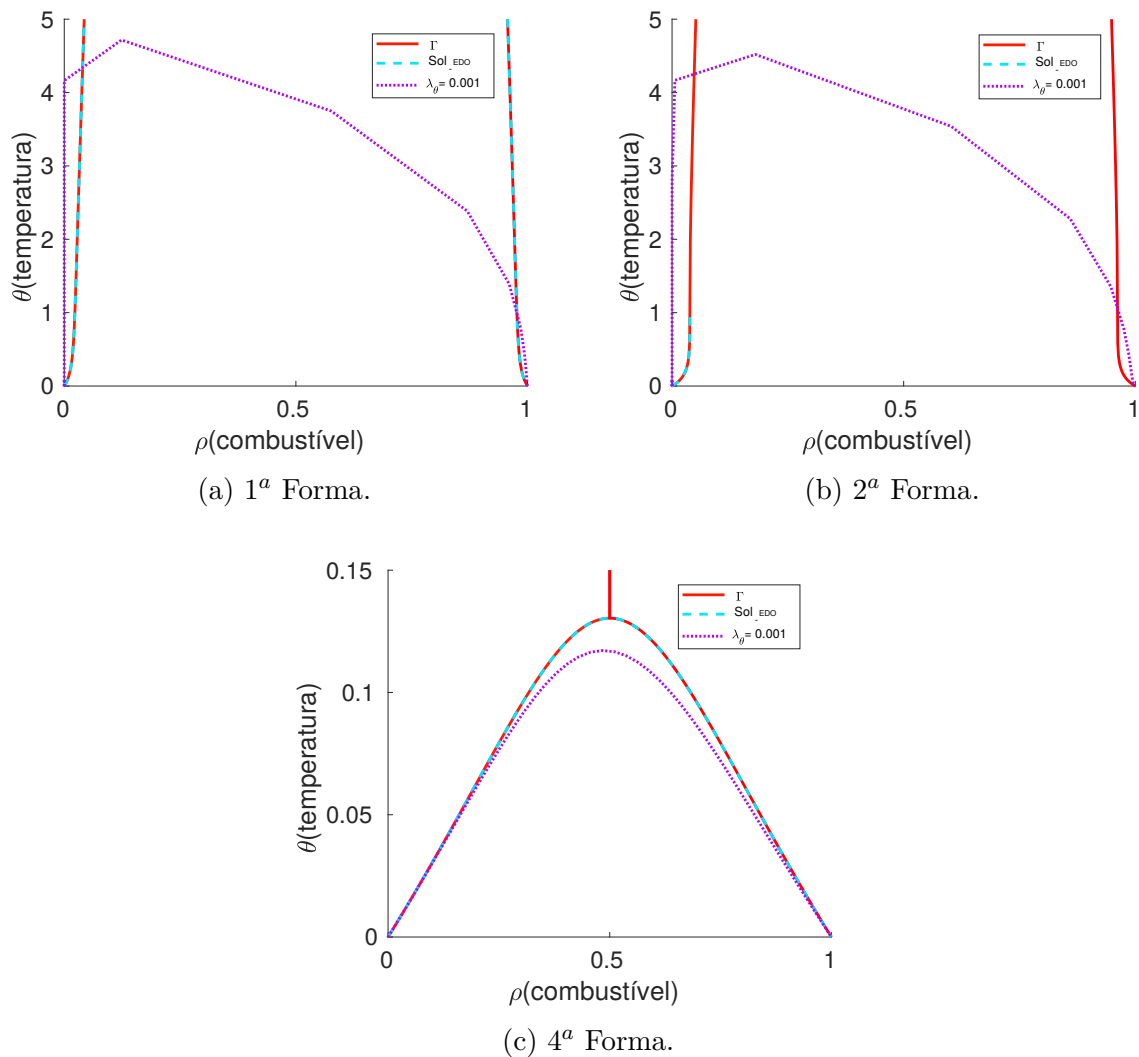 5
4
3
2
1
0
θ(temperatura)
Γ
Sol_EDO
λθ= 0.001
0 0.5 1
ρ(combustível)
(a) 1ª Forma.
5
4
3
2
1
0
θ(temperatura)
Γ
Sol_EDO
λθ= 0.001
0 0.5 1
ρ(combustível)
(b) 2ª Forma.
0.15
0.1
0.05
0
θ(temperatura)
Γ
Sol_EDO
λθ= 0.001
0 0.5 1
ρ(combustível)
(c) 4ª Forma.